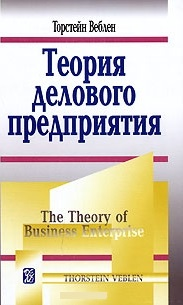 Торстейн Веблен
Теория
делового
предприятия
The Theory of
Business Enterprise
THORSTEIN VEBLEN